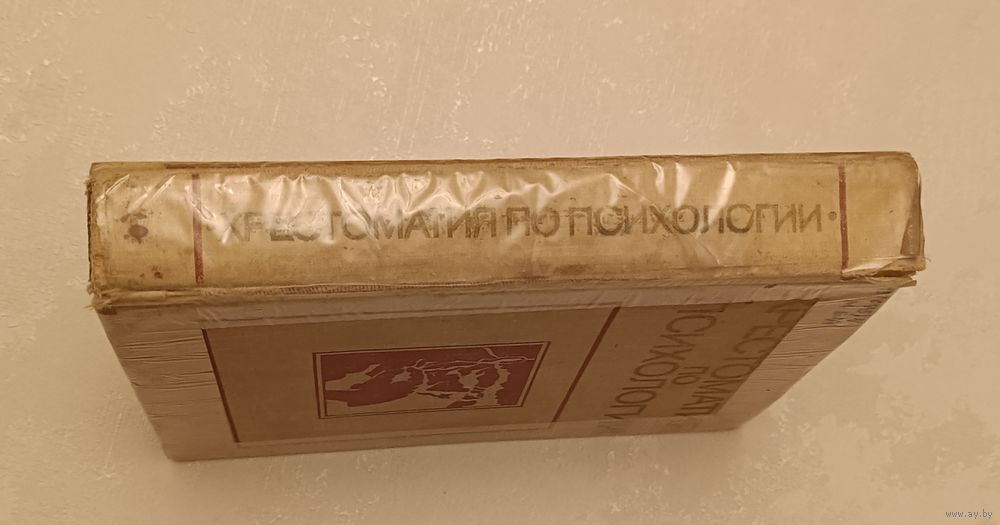 · ХРЕСТОМАТИЯ ПО ПСИХОЛОГИИ ·
ХРЕСТОМАТИЯ
ПО
ПСИХОЛОГИИ
www.ay.by